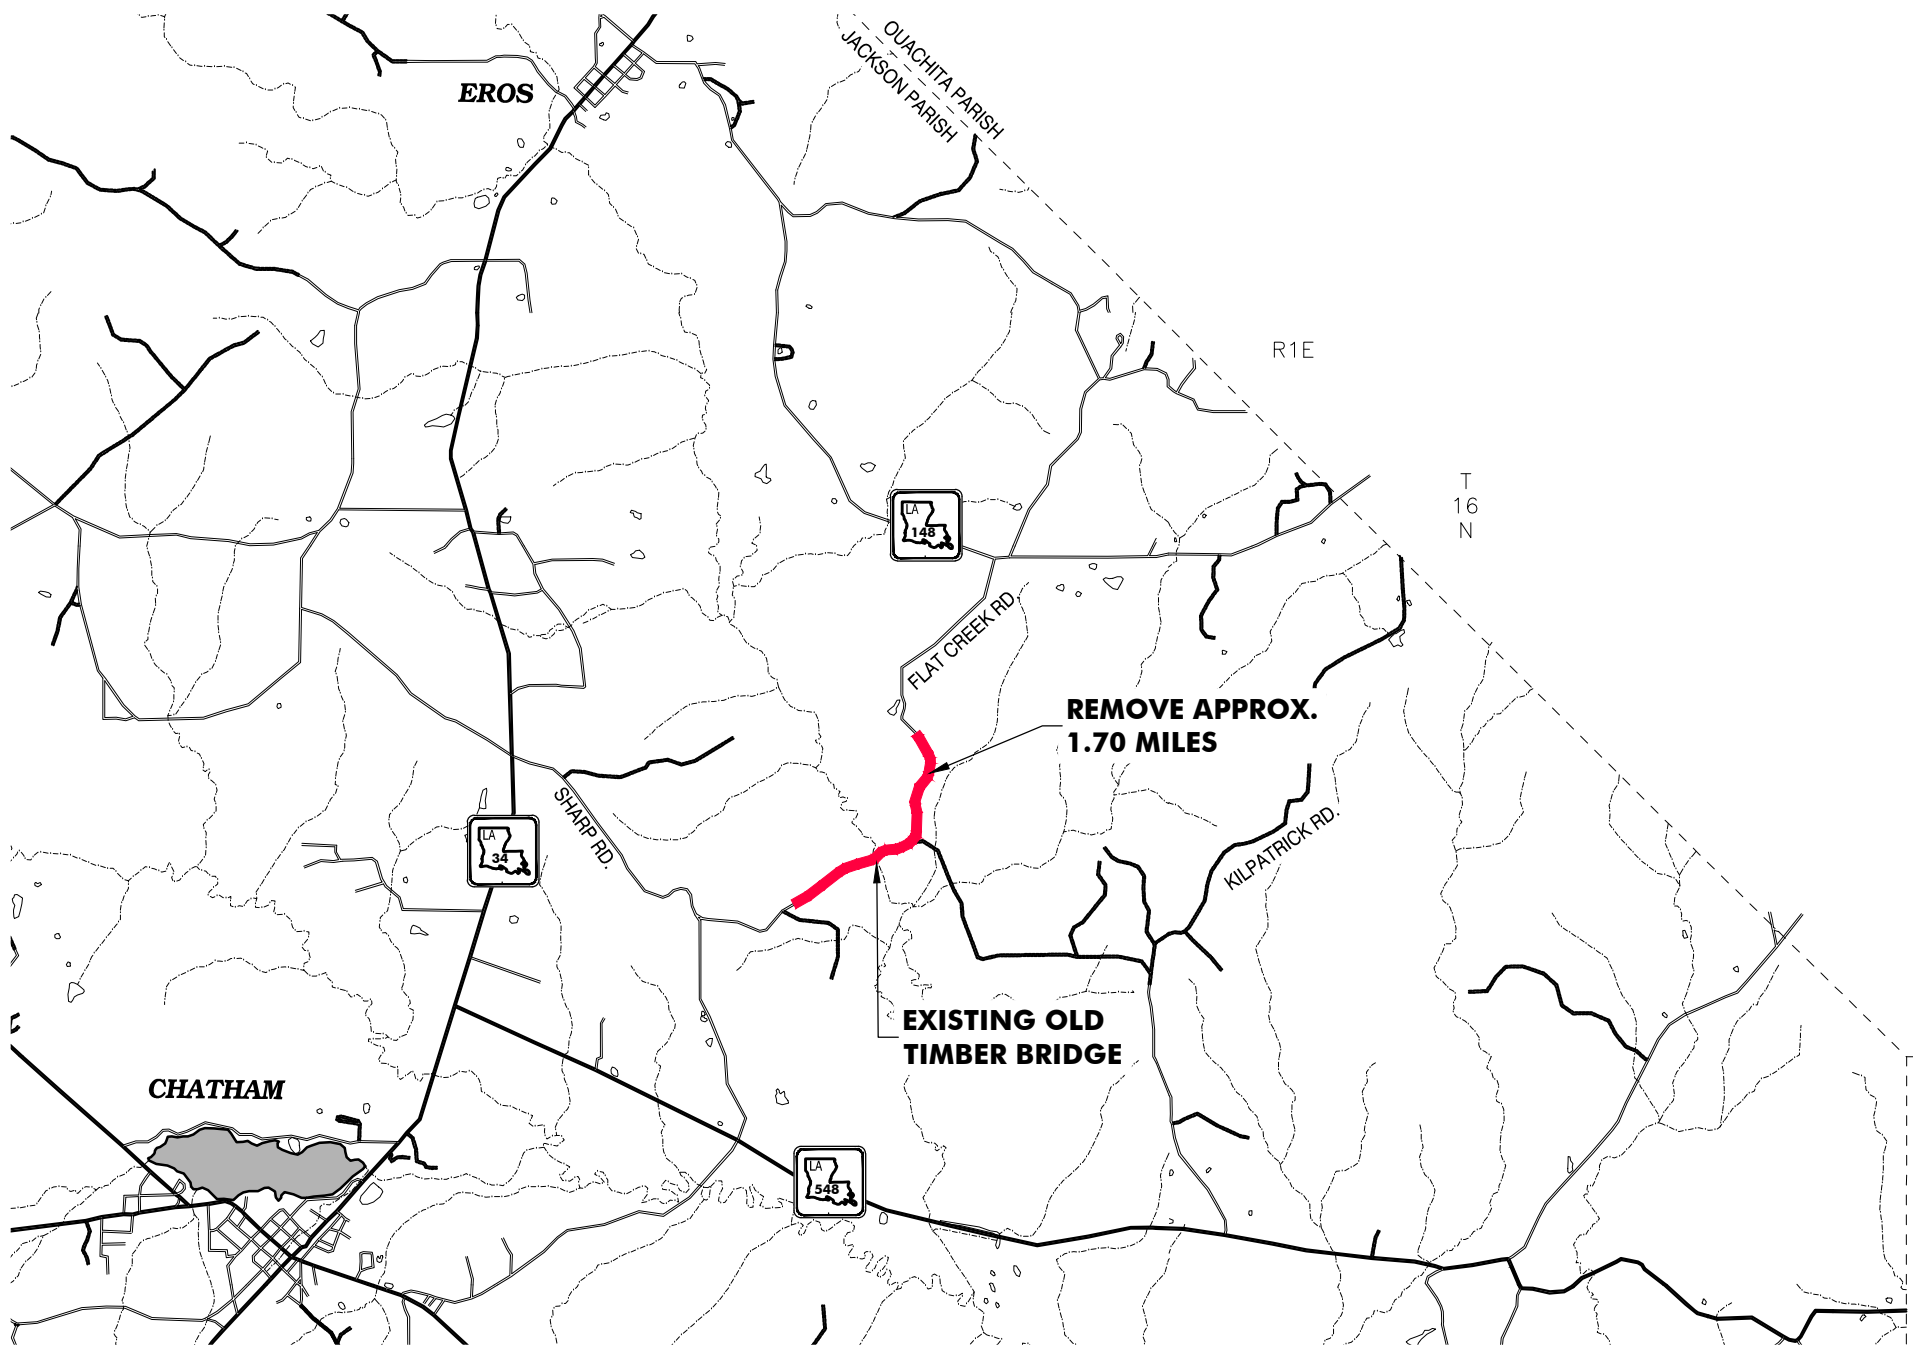 OUACHITA PARISH
JACKSON PARISH
EROS
R1E
T
16
N
LA
148
FLAT CREEK RD.
REMOVE APPROX.
1.70 MILES
SHARP RD.
LA
34
KILPATRICK RD.
EXISTING OLD
TIMBER BRIDGE
CHATHAM
LA
548